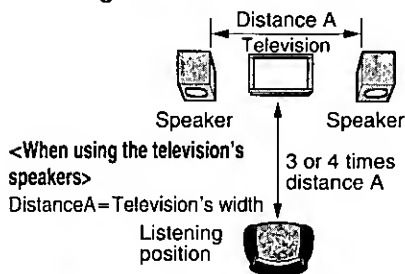 Distance A
Television
Speaker
Speaker
<When using the television's
speakers>
DistanceA=Television's width
3 or 4 times
distance A
Listening
position